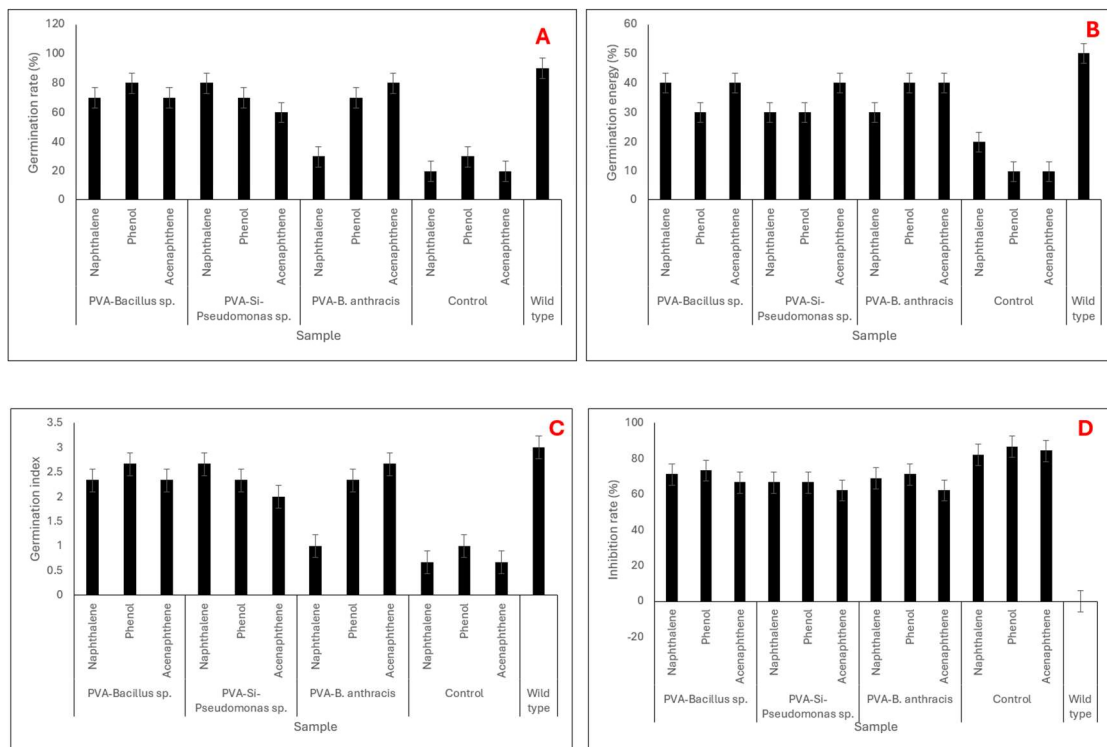 A
Germination rate (%)
120
100
80
60
40
20
0
Naphthalene
Phenol
Acenaphthene
Naphthalene
Phenol
Acenaphthene
Naphthalene
Phenol
Acenaphthene
Naphthalene
Phenol
Acenaphthene
PVA-Bacillus sp.
PVA-Si-
Pseudomonas sp.
PVA-B. anthracis
Control
Wild
type
Sample
B
Germination energy (%)
60
50
40
30
20
10
0
Naphthalene
Phenol
Acenaphthene
Naphthalene
Phenol
Acenaphthene
Naphthalene
Phenol
Acenaphthene
Naphthalene
Phenol
Acenaphthene
PVA-Bacillus sp.
PVA-Si-
Pseudomonas sp.
PVA-B. anthracis
Control
Wild
type
Sample
C
Germination index
3.5
3
2.5
2
1.5
1
0.5
0
Naphthalene
Phenol
Acenaphthene
Naphthalene
Phenol
Acenaphthene
Naphthalene
Phenol
Acenaphthene
Naphthalene
Phenol
Acenaphthene
PVA-Bacillus sp.
PVA-Si-
Pseudomonas sp.
PVA-B. anthracis
Control
Wild
type
Sample
D
Inhibition rate (%)
100
80
60
40
20
0
-20
Naphthalene
Phenol
Acenaphthene
Naphthalene
Phenol
Acenaphthene
Naphthalene
Phenol
Acenaphthene
Naphthalene
Phenol
Acenaphthene
PVA-Bacillus sp.
PVA-Si-
Pseudomonas sp.
PVA-B. anthracis
Control
Wild
type
Sample